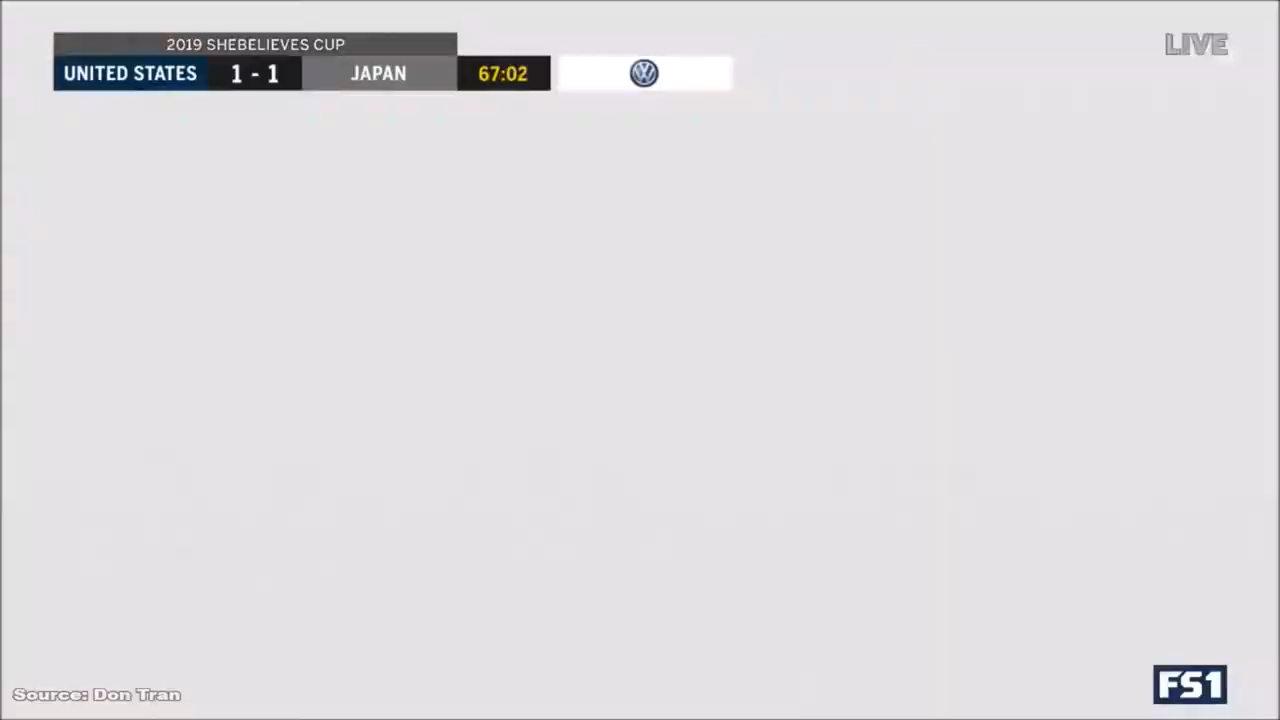 2019 SHEBELIEVES CUP
LIVE
UNITED STATES 1 - 1 JAPAN 67:02
Source: Don Tran
FS1